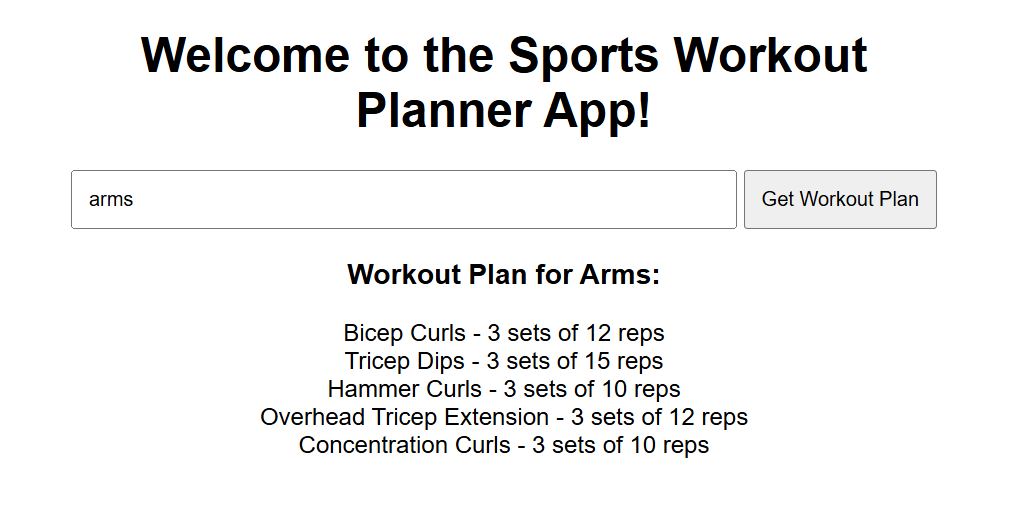 Welcome to the Sports Workout
Planner App!
arms
Get Workout Plan
Workout Plan for Arms:
Bicep Curls - 3 sets of 12 reps
Tricep Dips - 3 sets of 15 reps
Hammer Curls - 3 sets of 10 reps
Overhead Tricep Extension - 3 sets of 12 reps
Concentration Curls - 3 sets of 10 reps